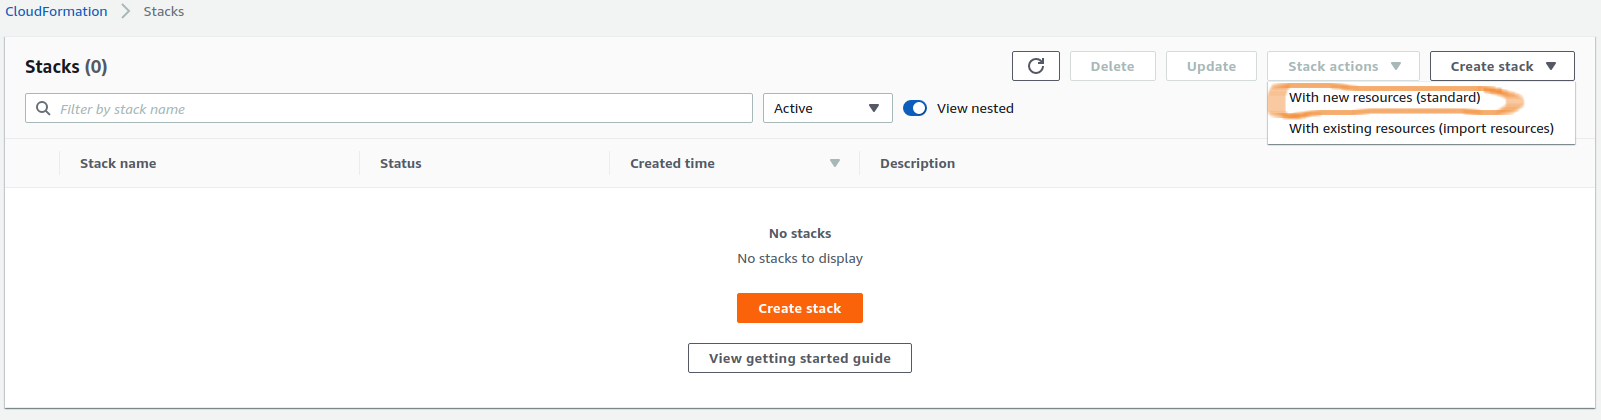 CloudFormation > Stacks
Stacks (0)
Delete
Update
Stack actions
Create stack
With new resources (standard)
With existing resources (import resources)
Filter by stack name
Active
View nested
Stack name
Status
Created time
Description
No stacks
No stacks to display
Create stack
View getting started guide